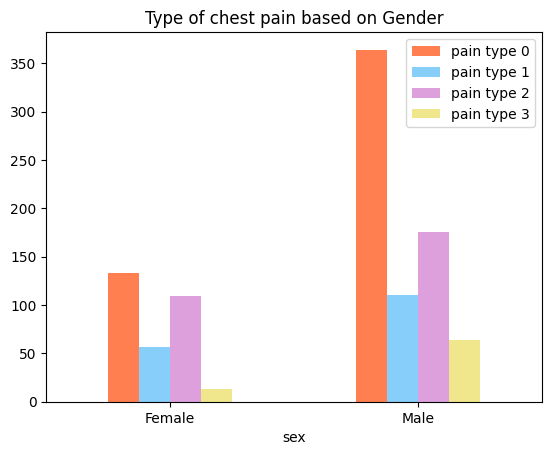 Type of chest pain based on Gender
350
300
250
200
150
100
50
0
pain type 0
pain type 1
pain type 2
pain type 3
Female
Male
sex